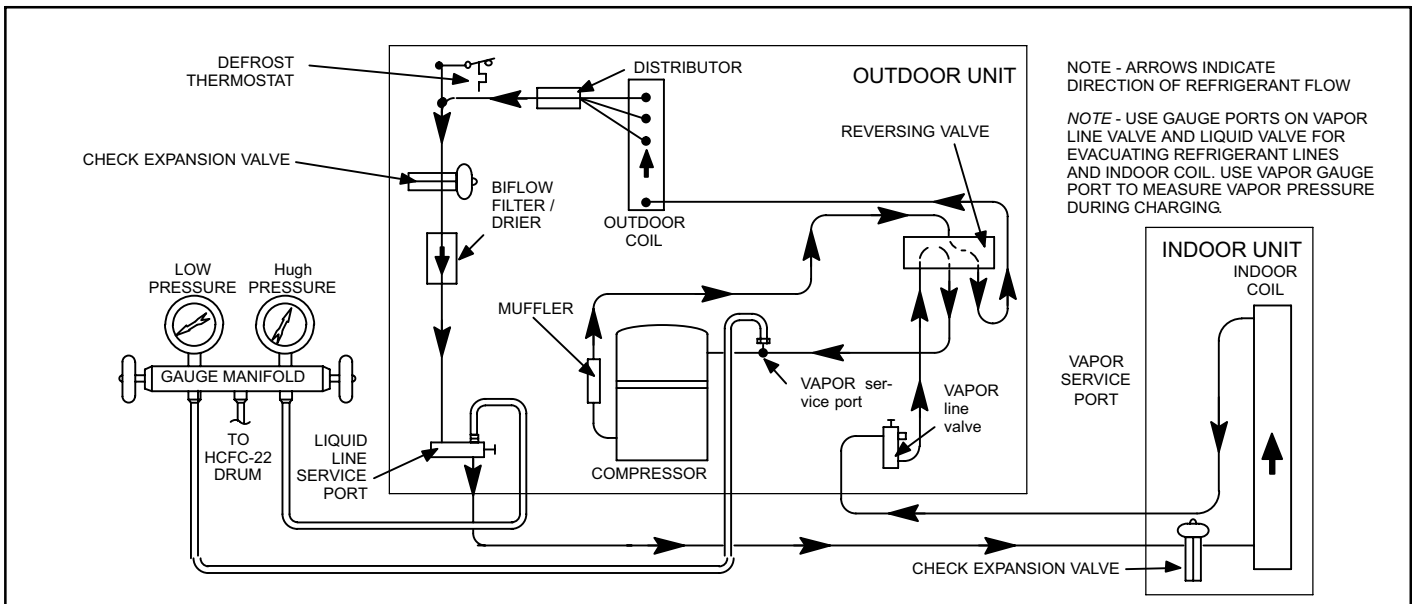 DEFROST
THERMOSTAT
DISTRIBUTOR
OUTDOOR UNIT
NOTE - ARROWS INDICATE
DIRECTION OF REFRIGERANT FLOW
NOTE - USE GAUGE PORTS ON VAPOR
LINE VALVE AND LIQUID VALVE FOR
EVACUATING REFRIGERANT LINES
AND INDOOR COIL. USE VAPOR GAUGE
PORT TO MEASURE VAPOR PRESSURE
DURING CHARGING.
REVERSING VALVE
CHECK EXPANSION VALVE
BIFLOW
FILTER /
DRIER
OUTDOOR
COIL
INDOOR UNIT
INDOOR
COIL
LOW
PRESSURE
Hugh
PRESSURE
MUFFLER
GAUGE MANIFOLD
VAPOR ser-
vice port
VAPOR
line
valve
VAPOR
SERVICE
PORT
TO
HCFC-22
DRUM
LIQUID
LINE
SERVICE
PORT
COMPRESSOR
CHECK EXPANSION VALVE